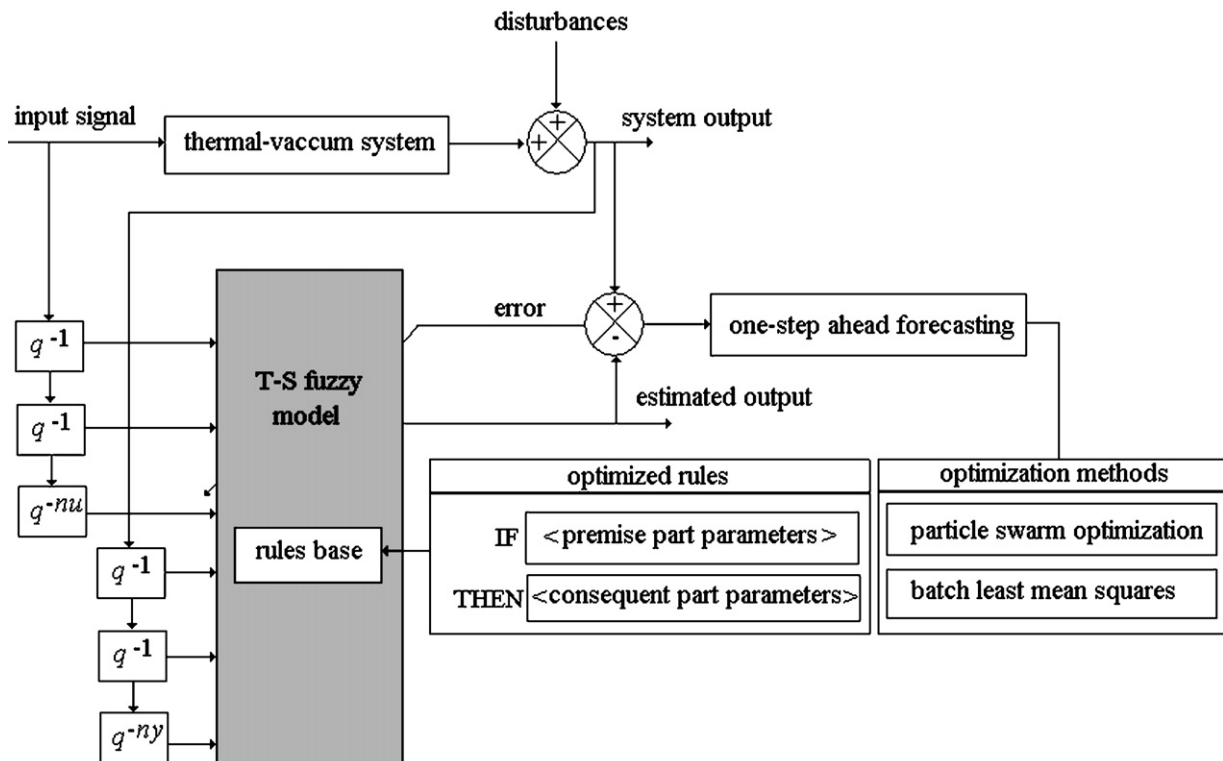 disturbances
input signal
thermal-vaccum system
+
+
system output
error
+
-
one-step ahead forecasting
estimated output
q -1
q -1
q -nu
q -1
q -1
q -ny
T-S fuzzy
model
rules base
optimized rules
IF <premise part parameters>
THEN <consequent part parameters>
optimization methods
particle swarm optimization
batch least mean squares